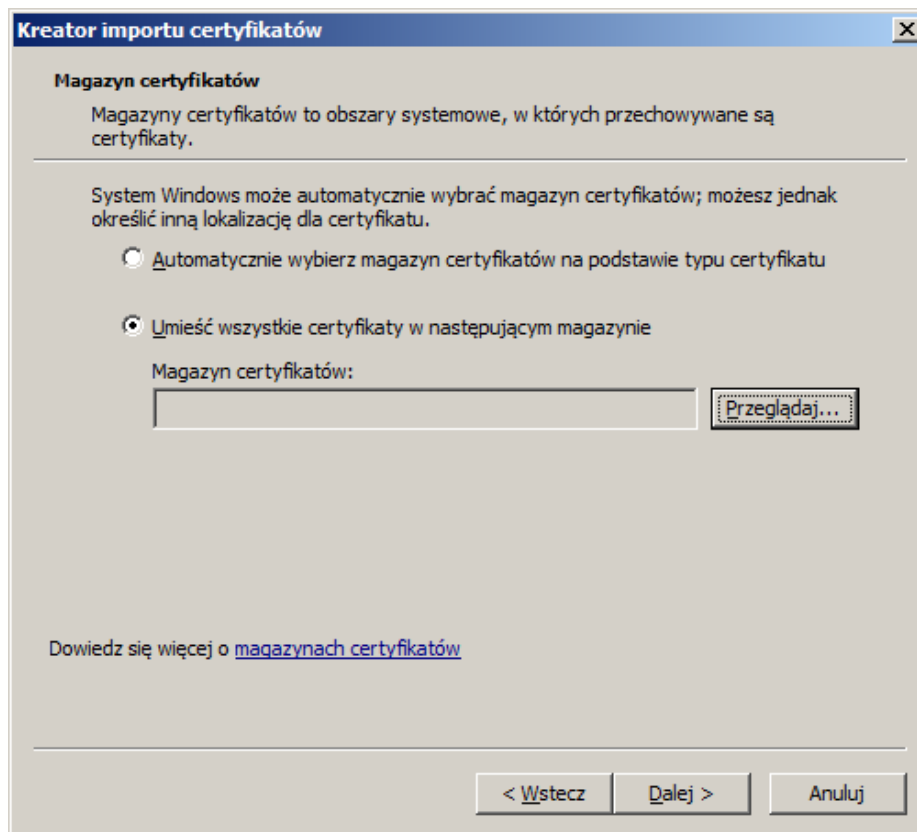 Kreator importu certyfikatów
Magazyn certyfikatów
Magazyny certyfikatów to obszary systemowe, w których przechowywane są
certyfikaty.
System Windows może automatycznie wybrać magazyn certyfikatów; możesz jednak
określić inną lokalizację dla certyfikatu.
Automatycznie wybierz magazyn certyfikatów na podstawie typu certyfikatu
Umieść wszystkie certyfikaty w następującym magazynie
Magazyn certyfikatów:
Przeglądaj...
Dowiedz się więcej o magazynach certyfikatów
< Wstecz Dalej > Anuluj